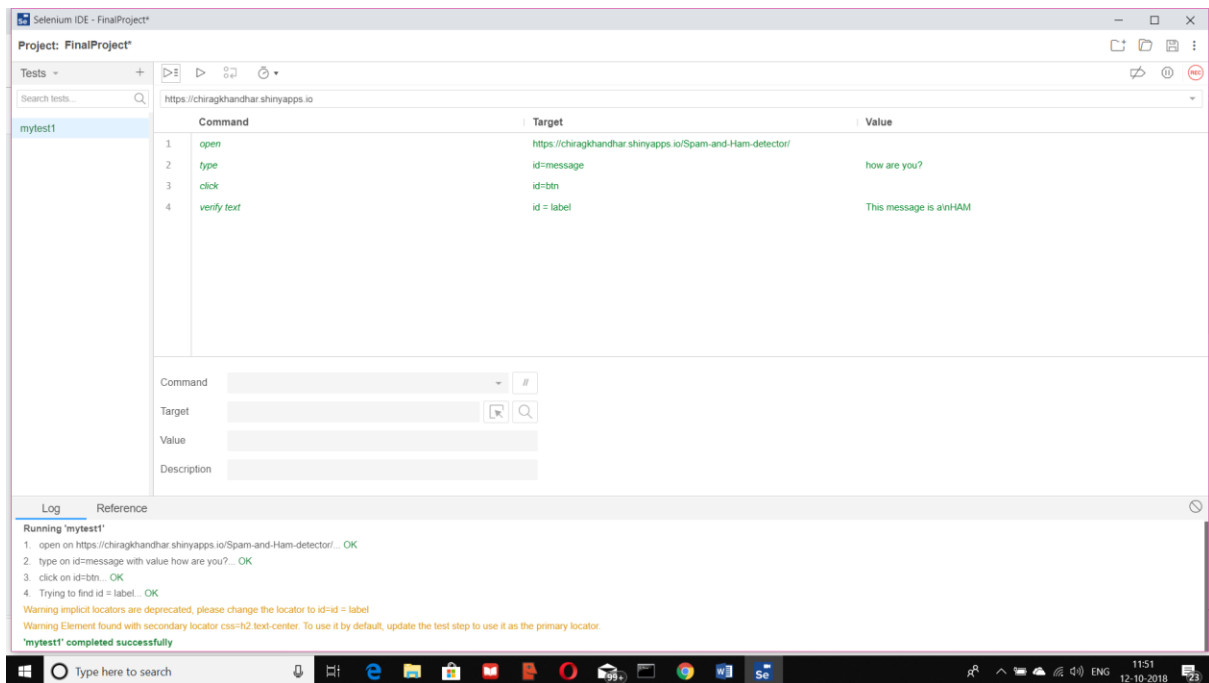 Selenium IDE - FinalProject*
Project: FinalProject*
Tests
Search tests...
https://chiragkhandhar.shinyapps.io
REC
mytest1
Command Target Value
1 open https://chiragkhandhar.shinyapps.io/Spam-and-Ham-detector/
2 type id=message how are you?
3 click id=btn
4 verify text id = label This message is a\nHAM
Command
//
Target
Value
Description
Log Reference
Running 'mytest1'
1. open on https://chiragkhandhar.shinyapps.io/Spam-and-Ham-detector/... OK
2. type on id=message with value how are you?... OK
3. click on id=btn... OK
4. Trying to find id = label... OK
Warning implicit locators are deprecated, please change the locator to id=id = label
Warning Element found with secondary locator css=h2.text-center. To use it by default, update the test step to use it as the primary locator.
'mytest1' completed successfully
Type here to search
99+
Se
ENG
11:51
12-10-2018
23